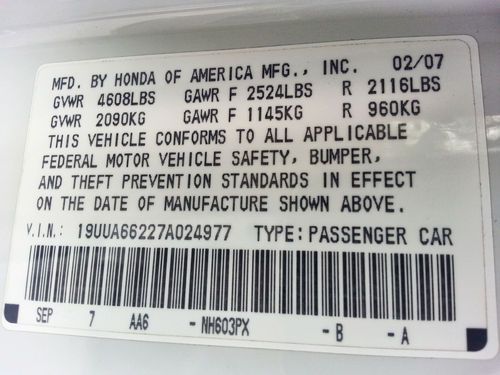 MFD. BY HONDA OF AMERICA MFG., INC. 02/07
GVWR 4608LBS GAWR F 2524LBS R 2116LBS
GVWR 2090KG GAWR F 1145KG R 960KG
THIS VEHICLE CONFORMS TO ALL APPLICABLE
FEDERAL MOTOR VEHICLE SAFETY, BUMPER,
AND THEFT PREVENTION STANDARDS IN EFFECT
ON THE DATE OF MANUFACTURE SHOWN ABOVE.
V.I.N.: 19UUA66227A024977 TYPE: PASSENGER CAR
SEP 7 AA6 - NH603PX - B - A